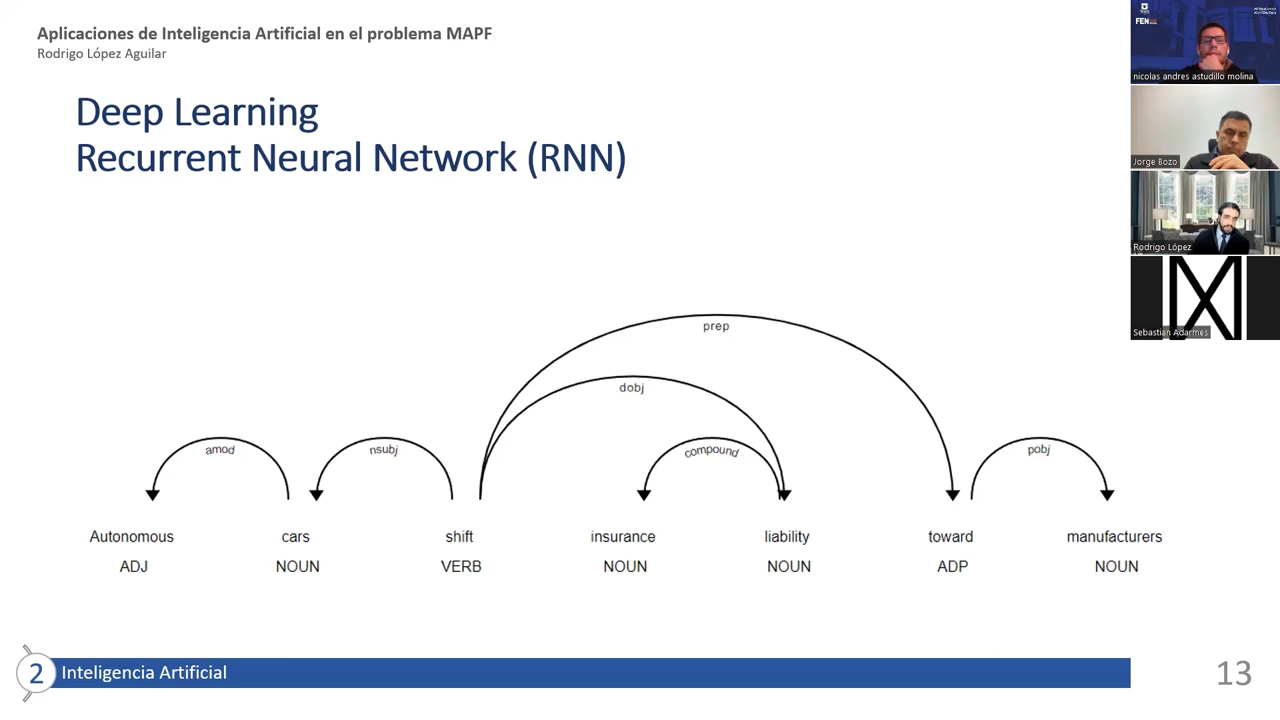 Aplicaciones de Inteligencia Artificial en el problema MAPF
Rodrigo López Aguilar
Deep Learning
Recurrent Neural Network (RNN)
prep
dobj
amod
nsubj
compound
pobj
Autonomous cars shift insurance liability toward manufacturers
ADJ NOUN VERB NOUN NOUN ADP NOUN
2 Inteligencia Artificial
13
FEN
nicolas andres astudillo molina
Jorge Bozo
Rodrigo López
Sebastian Adarmes